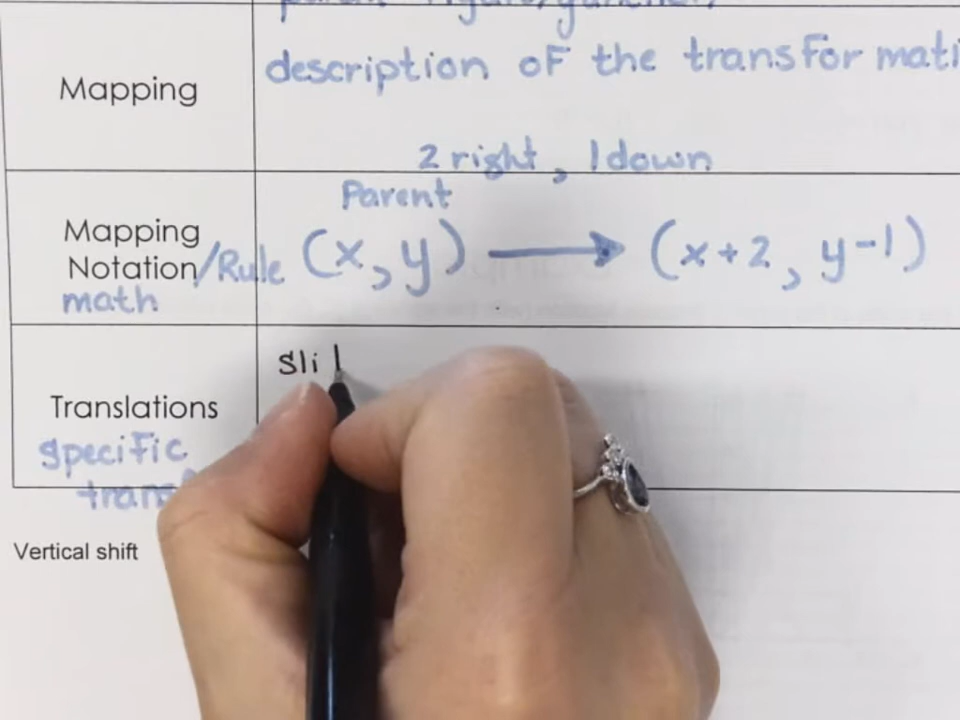 Mapping
description of the transformati
2 right, 1 down
Mapping Notation/Rule
math
Parent
(x, y) → (x+2, y-1)
Translations
specific
Sli
Vertical shift